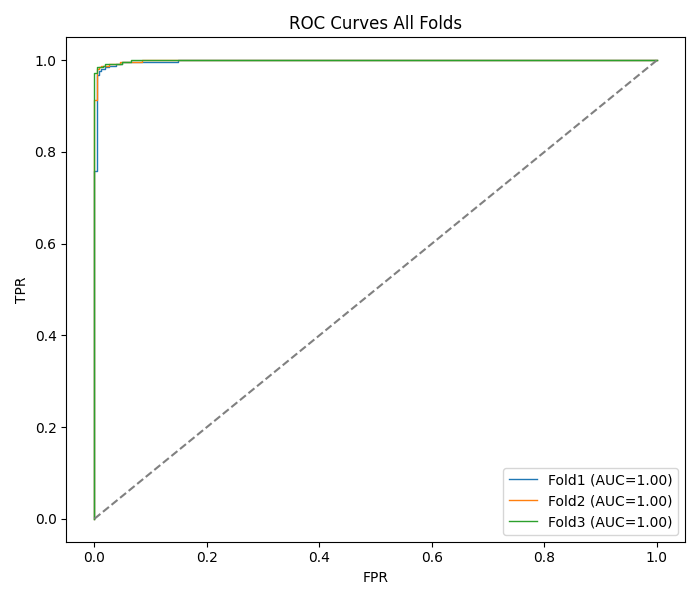 ROC Curves All Folds
1.0
0.8
0.6
0.4
0.2
0.0
TPR
0.0 0.2 0.4 0.6 0.8 1.0
FPR
Fold1 (AUC=1.00)
Fold2 (AUC=1.00)
Fold3 (AUC=1.00)